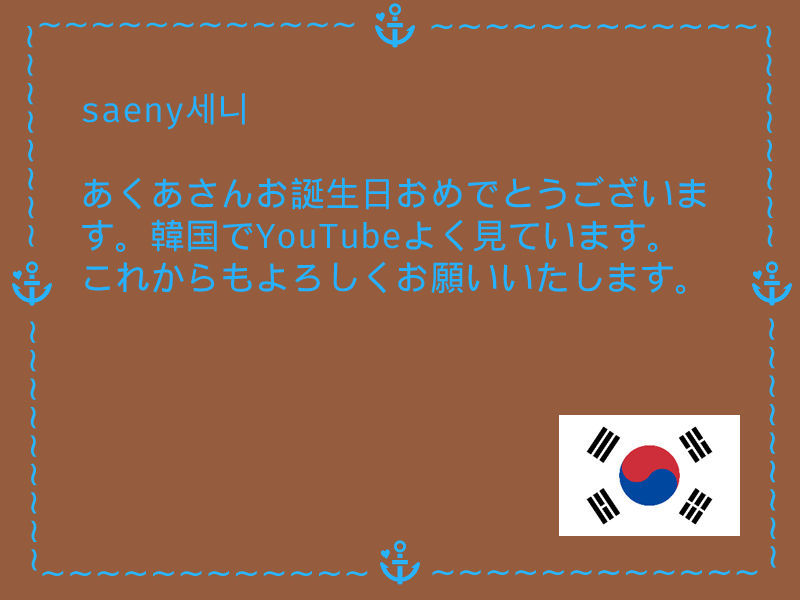 saeny세니
あくあさんお誕生日おめでとうございま
す。韓国でYouTubeよく見ています。
これからもよろしくお願いいたします。